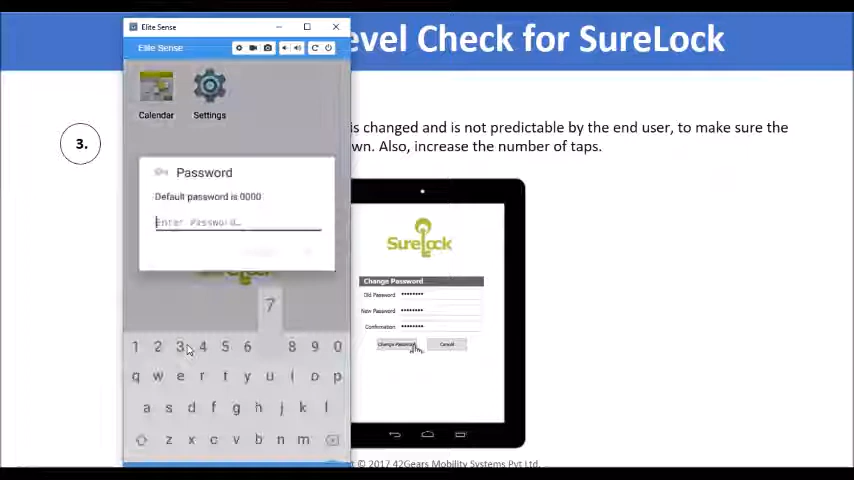 Elite Sense
Elite Sense
evel Check for SureLock
Calendar
Settings
3.
is changed and is not predictable by the end user, to make sure the
wn. Also, increase the number of taps.
Password
Default password is 0000
Enter Password...
SureLock
Change Password
Old Password
New Password
Confirmation
Change Password
Cancel
7
1 2 3 4 5 6 8 9 0
q w e r t y u i o p
a s d f g h j k l
z x c v b n m
© 2017 42Gears Mobility Systems Pvt Ltd.